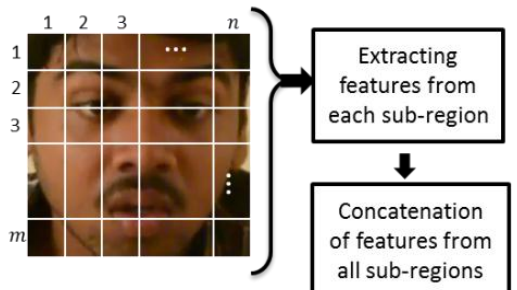 1 2 3 ... n
1
2
3
⋮
m
Extracting
features from
each sub-region
Concatenation
of features from
all sub-regions